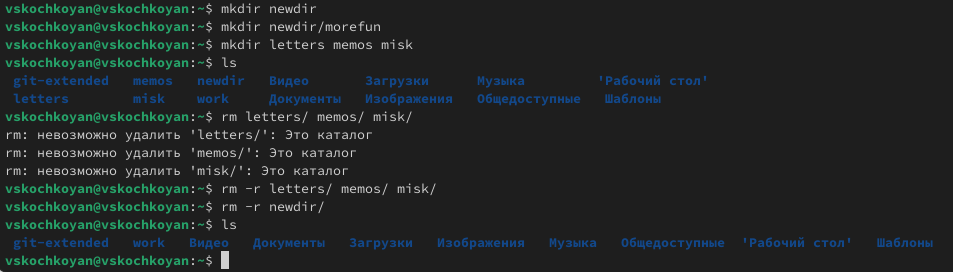 vskochkoyan@vskochkoyan:~$ mkdir newdir
vskochkoyan@vskochkoyan:~$ mkdir newdir/morefun
vskochkoyan@vskochkoyan:~$ mkdir letters memos misk
vskochkoyan@vskochkoyan:~$ ls
git-extended memos newdir Видео Загрузки Музыка 'Рабочий стол'
letters misk work Документы Изображения Общедоступные Шаблоны
vskochkoyan@vskochkoyan:~$ rm letters/ memos/ misk/
rm: невозможно удалить 'letters/': Это каталог
rm: невозможно удалить 'memos/': Это каталог
rm: невозможно удалить 'misk/': Это каталог
vskochkoyan@vskochkoyan:~$ rm -r letters/ memos/ misk/
vskochkoyan@vskochkoyan:~$ rm -r newdir/
vskochkoyan@vskochkoyan:~$ ls
git-extended work Видео Документы Загрузки Изображения Музыка Общедоступные 'Рабочий стол' Шаблоны
vskochkoyan@vskochkoyan:~$